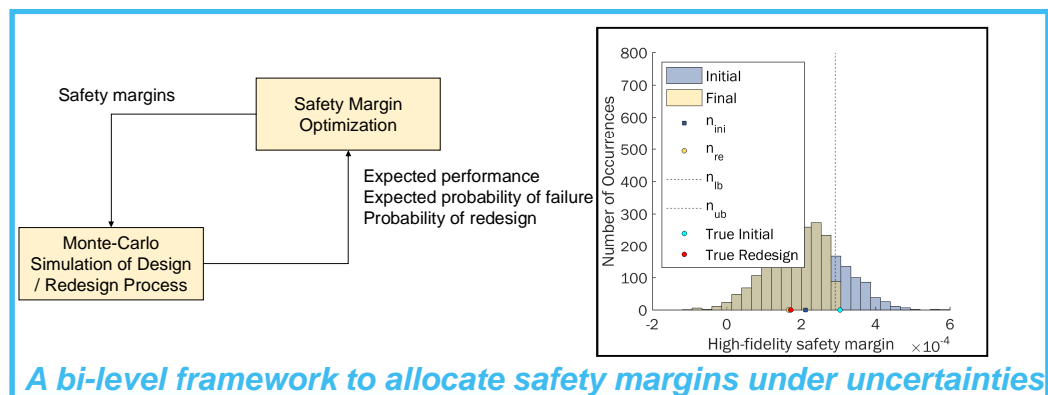 Safety margins
Safety Margin
Optimization
Expected performance
Expected probability of failure
Probability of redesign
Monte-Carlo
Simulation of Design
/ Redesign Process
Number of Occurrences
800
700
600
500
400
300
200
100
0
Initial
Final
n_ini
n_re
n_lb
n_ub
True Initial
True Redesign
-2 0 2 4 6
High-fidelity safety margin ×10^-4
A bi-level framework to allocate safety margins under uncertainties